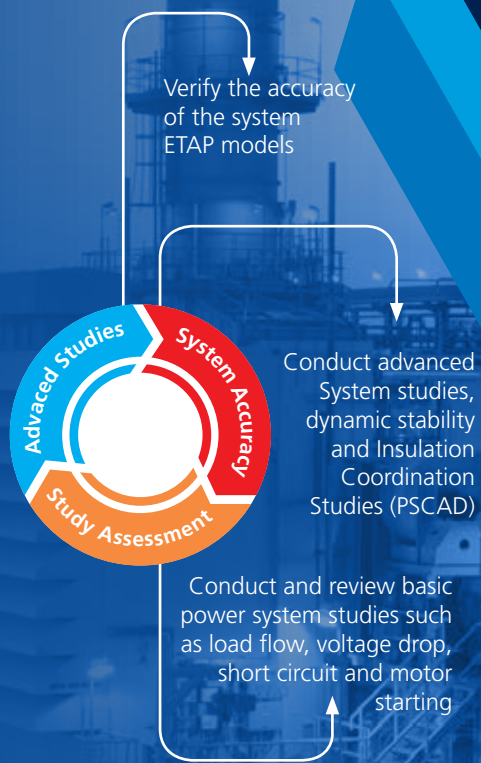 Verify the accuracy
of the system
ETAP models
Advaced Studies
System Accuracy
Study Assessment
Conduct advanced
System studies,
dynamic stability
and Insulation
Coordination
Studies (PSCAD)
Conduct and review basic
power system studies such
as load flow, voltage drop,
short circuit and motor
starting